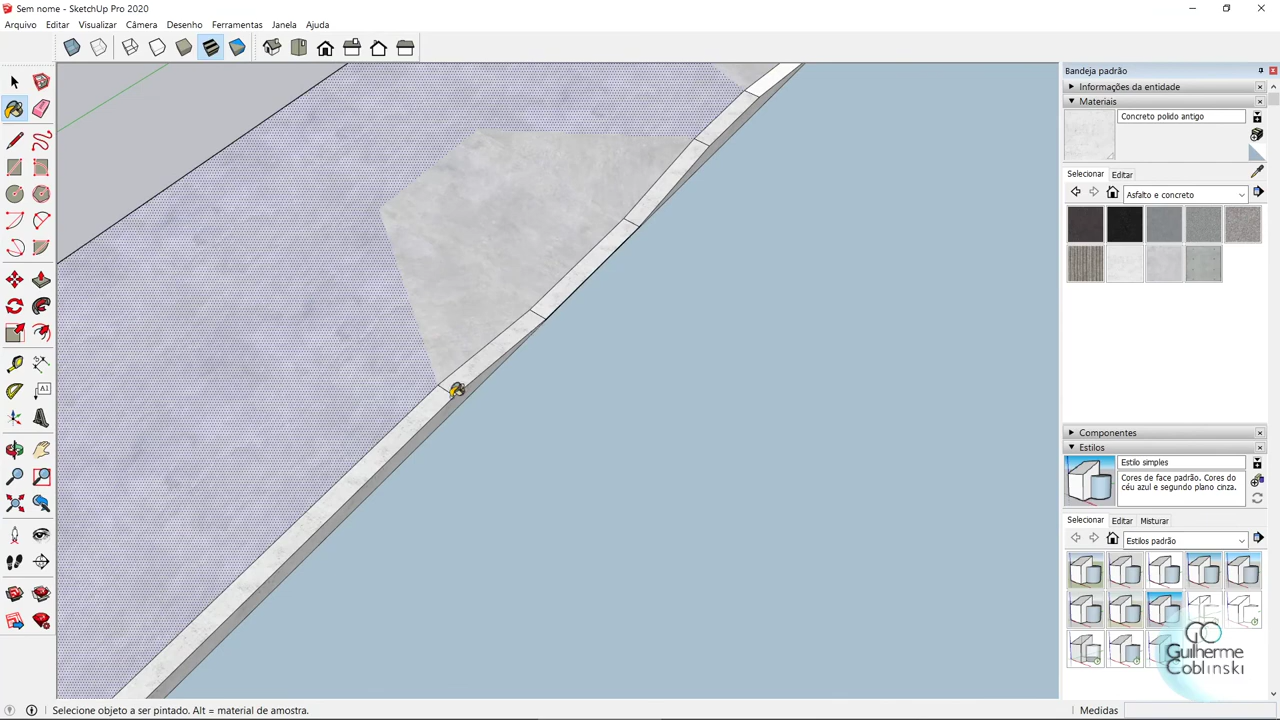 Sem nome - SketchUp Pro 2020
Arquivo Editar Visualizar Câmera Desenho Ferramentas Janela Ajuda
Bandeja padrão
Informações da entidade
Materiais
Concreto polido antigo
Selecionar Editar
Asfalto e concreto
A1
Componentes
Estilos
Estilo simples
Cores de face padrão. Cores do
céu azul e segundo plano cinza.
Selecionar Editar Misturar
Estilos padrão
Guilherme
Coblinski
Selecione objeto a ser pintado. Alt = material de amostra.
Medidas